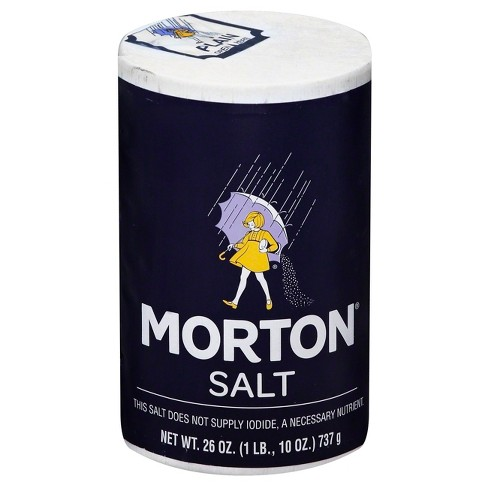 PLAIN
MORTON®
SALT
THIS SALT DOES NOT SUPPLY IODIDE, A NECESSARY NUTRIENT.
NET WT. 26 OZ. (1 LB., 10 OZ.) 737 g